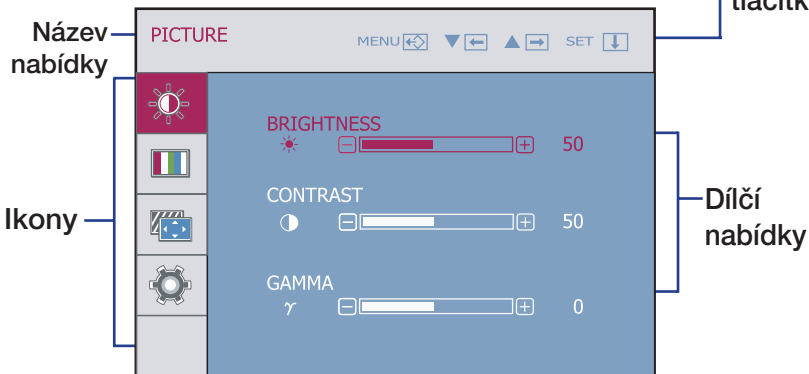 Název
nabídky
PICTURE
MENU
SET
Ikony
BRIGHTNESS
50
CONTRAST
50
GAMMA
γ
0
Dílčí
nabídky